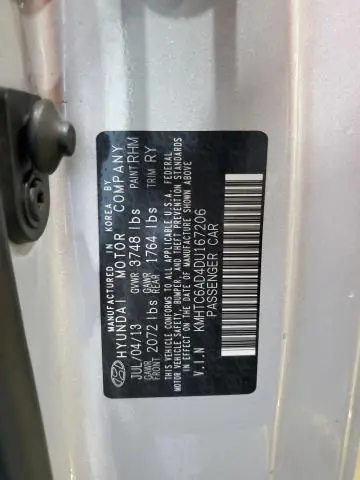 MANUFACTURED IN KOREA BY
HYUNDAI MOTOR COMPANY
JUL/04/13 GVWR 3748 lbs PAINT RHM
GAWR FRONT 2072 lbs GAWR REAR 1764 lbs TRIM RY
THIS VEHICLE CONFORMS TO ALL APPLICABLE U.S.A. FEDERAL
MOTOR VEHICLE SAFETY, BUMPER, AND THEFT PREVENTION STANDARDS
IN EFFECT ON THE DATE OF MANUFACTURE SHOWN ABOVE
V.I.N KMHTC6AD4DU167206
PASSENGER CAR